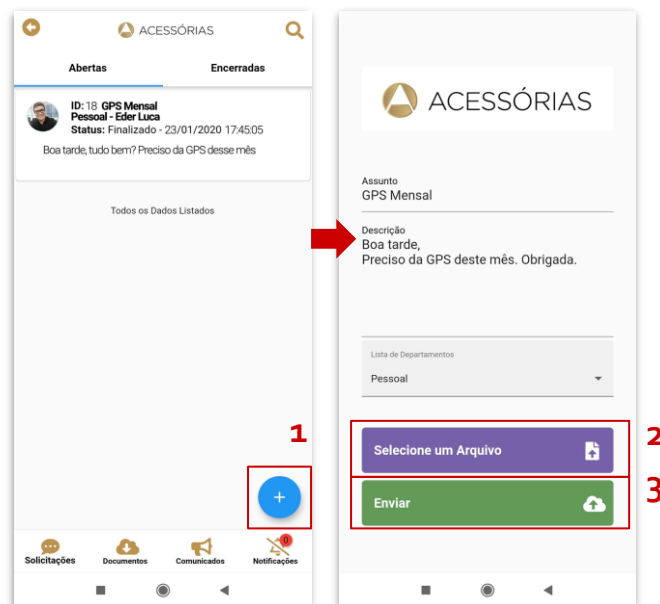 ACESSÓRIAS
Abertas
Encerradas
ID: 18 GPS Mensal
Pessoal - Eder Luca
Status: Finalizado - 23/01/2020 17:45:05
Boa tarde, tudo bem? Preciso da GPS desse mês
Todos os Dados Listados
1
+
0
Solicitações
Documentos
Comunicados
Notificações
ACESSÓRIAS
Assunto
GPS Mensal
Descrição
Boa tarde,
Preciso da GPS deste mês. Obrigada.
Lista de Departamentos
Pessoal
Selecione um Arquivo
2
Enviar
3